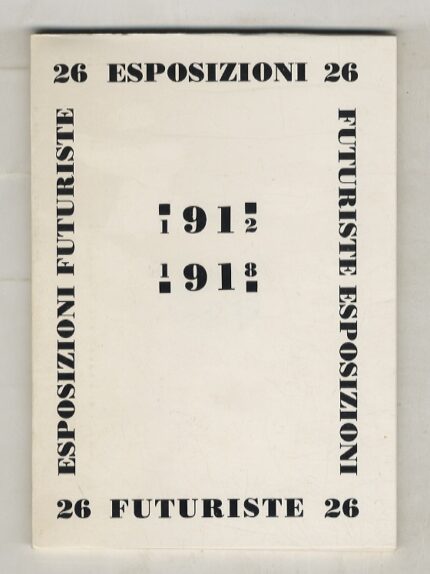 26 ESPOSIZIONI 26
ESPOSIZIONI FUTURISTE
FUTURISTE ESPOSIZIONI
1912
1918
26 FUTURISTE 26